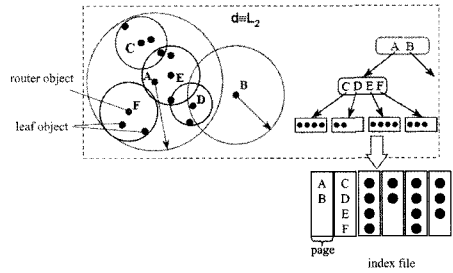 d≡L2
C
A
E
B
D
F
router object
leaf object
A B
C D E F
A
B
C
D
E
F
page
index file